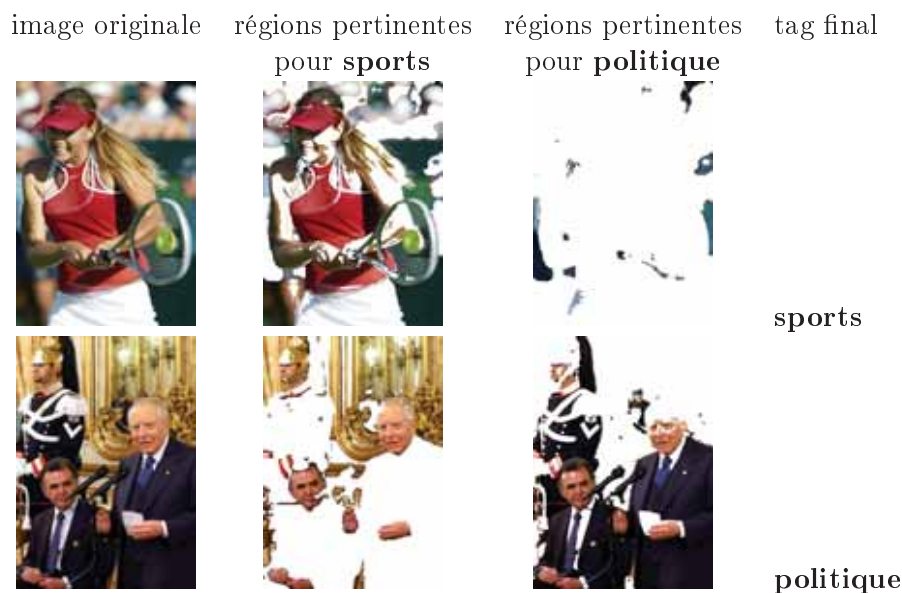 image originale régions pertinentes régions pertinentes tag final
pour sports pour politique
sports
politique